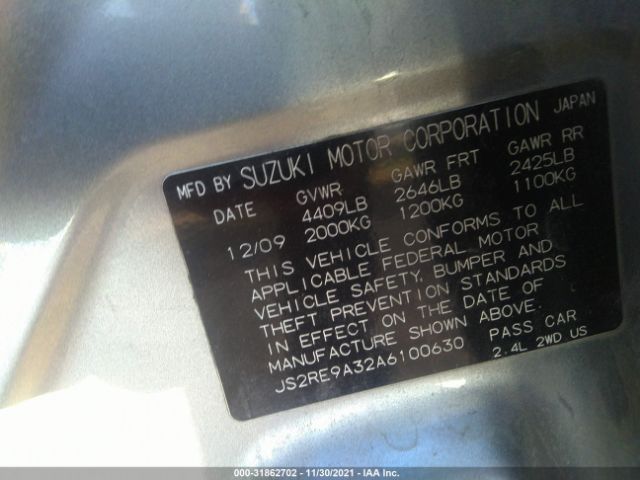 MFD BY SUZUKI MOTOR CORPORATION JAPAN
DATE GVWR GAWR FRT GAWR RR
4409LB 2646LB 2425LB
12/09 2000KG 1200KG 1100KG
THIS VEHICLE CONFORMS TO ALL
APPLICABLE FEDERAL MOTOR
VEHICLE SAFETY, BUMPER AND
THEFT PREVENTION STANDARDS
IN EFFECT ON THE DATE OF
MANUFACTURE SHOWN ABOVE.
JS2RE9A32A6100630 PASS CAR
2.4L 2WD US
000-31862702 - 11/30/2021 - IAA Inc.